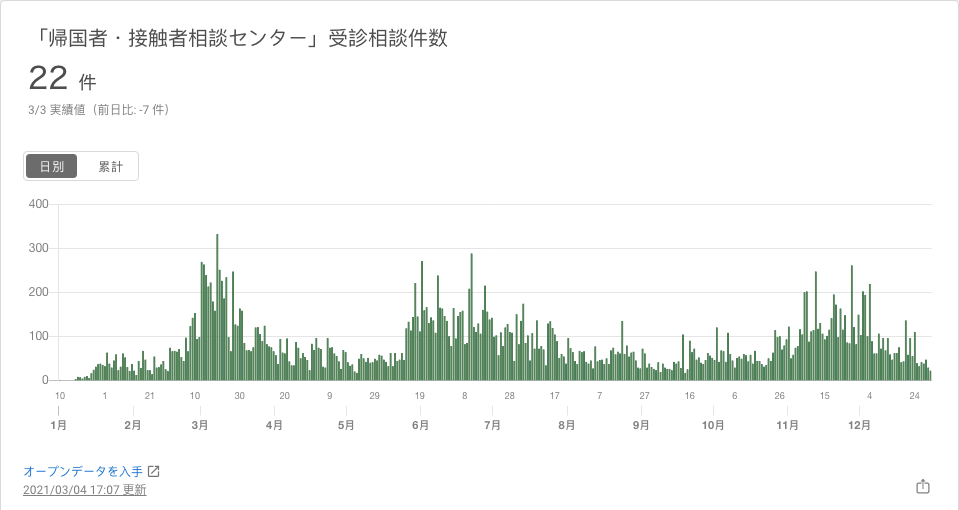 「帰国者・接触者相談センター」受診相談件数
22 件
3/3 実績値（前日比: -7 件）
日別 累計
400
300
200
100
0
10 1 21 10 30 20 9 29 19 8 28 17 7 27 16 6 26 15 4 24
1月 2月 3月 4月 5月 6月 7月 8月 9月 10月 11月 12月
オープンデータを入手
2021/03/04 17:07 更新